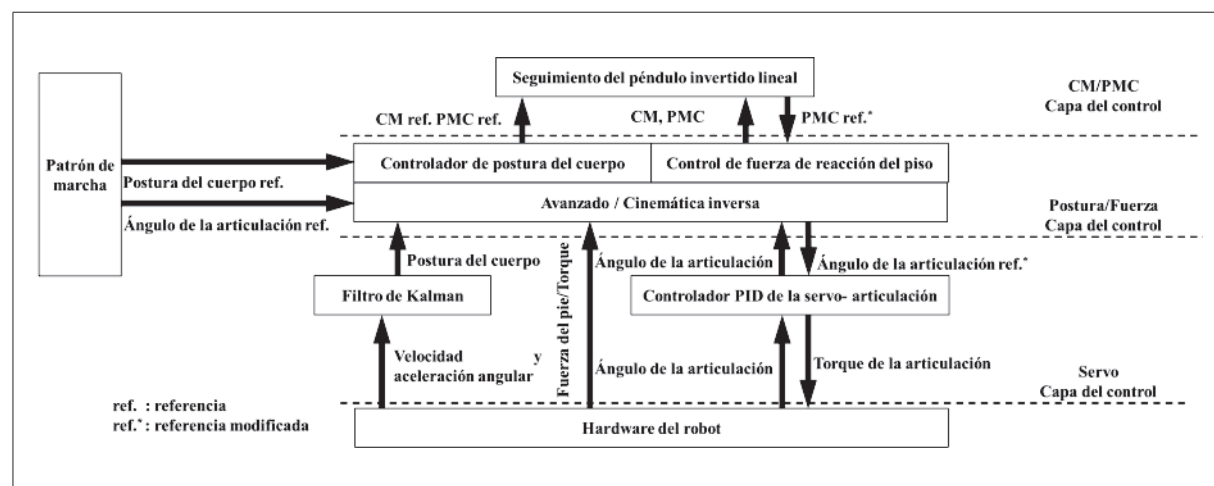 Seguimiento del péndulo invertido lineal
CM/PMC
Capa del control
CM ref. PMC ref.
CM, PMC
PMC ref.*
Patrón de
marcha
Controlador de postura del cuerpo
Control de fuerza de reacción del piso
Postura del cuerpo ref.
Avanzado / Cinemática inversa
Ángulo de la articulación ref.
Postura/Fuerza
Capa del control
Postura del cuerpo
Fuerza del pie/Torque
Ángulo de la articulación
Ángulo de la articulación ref.*
Filtro de Kalman
Controlador PID de la servo- articulación
Velocidad y
aceleración angular
Ángulo de la articulación
Torque de la articulación
Servo
Capa del control
ref. : referencia
ref.* : referencia modificada
Hardware del robot